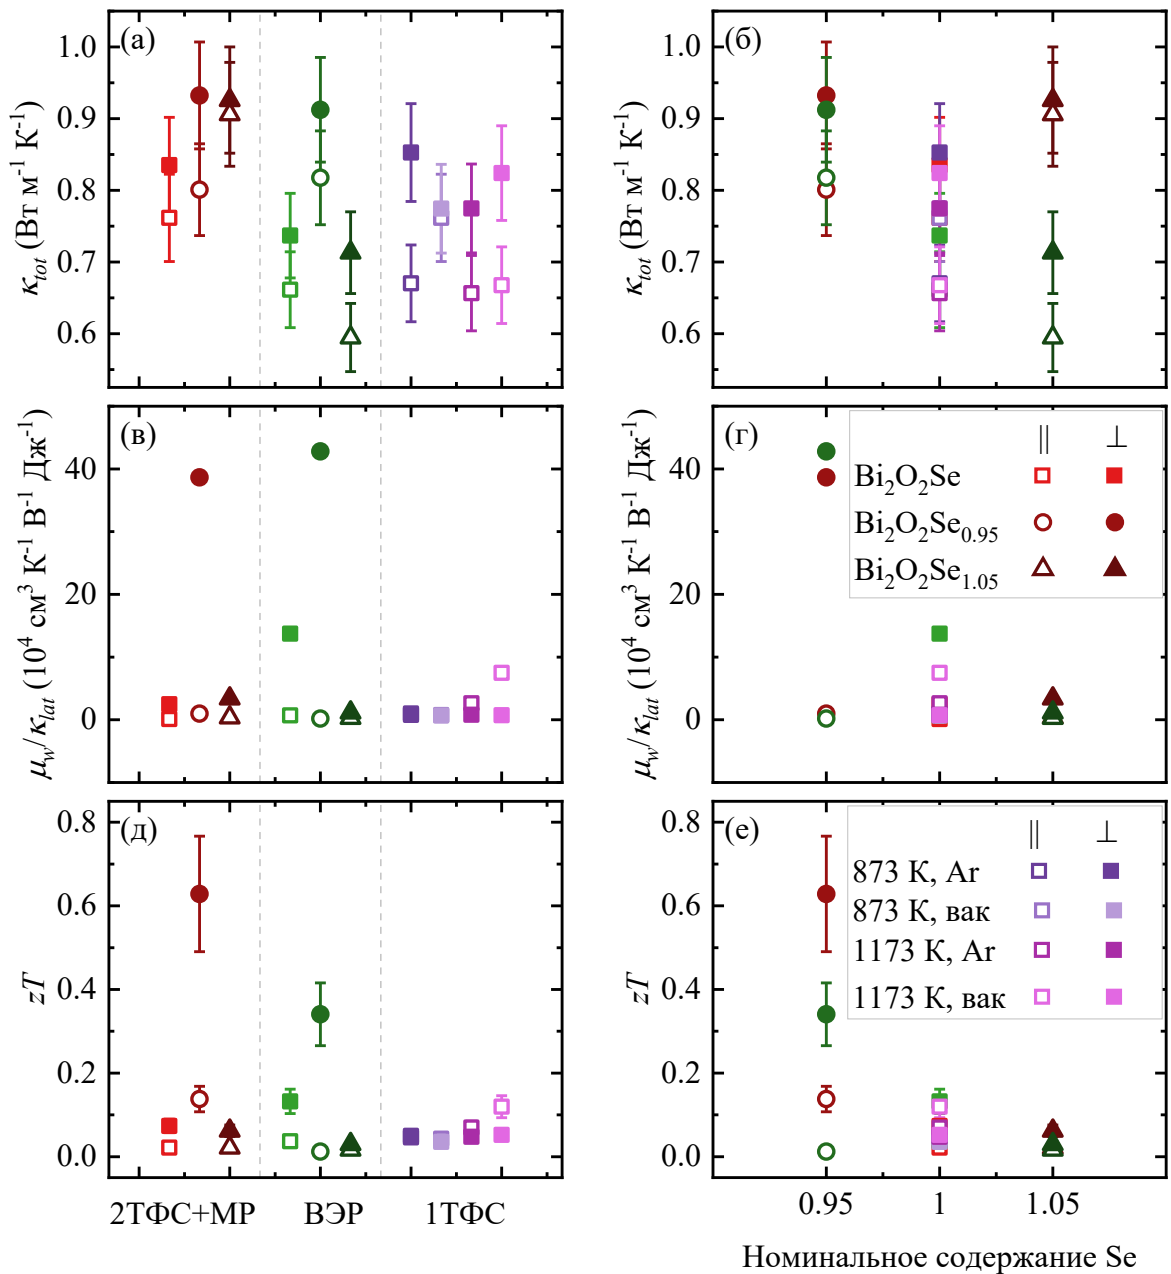 (а)
(б)
1.0
0.9
0.8
0.7
0.6
κtot (Вт м-1 К-1)
1.0
0.9
0.8
0.7
0.6
κtot (Вт м-1 К-1)
(в)
(г)
40
20
0
μw/κlat (10⁴ см³ К-1 В-1 Дж-1)
40
20
0
μw/κlat (10⁴ см³ К-1 В-1 Дж-1)
|| ⊥
Bi2O2Se
Bi2O2Se0.95
Bi2O2Se1.05
(д)
(е)
0.8
0.6
0.4
0.2
0.0
zT
0.8
0.6
0.4
0.2
0.0
zT
|| ⊥
873 К, Ar
873 К, вак
1173 К, Ar
1173 К, вак
2ТФС+МР ВЭР 1ТФС
0.95 1 1.05
Номинальное содержание Se